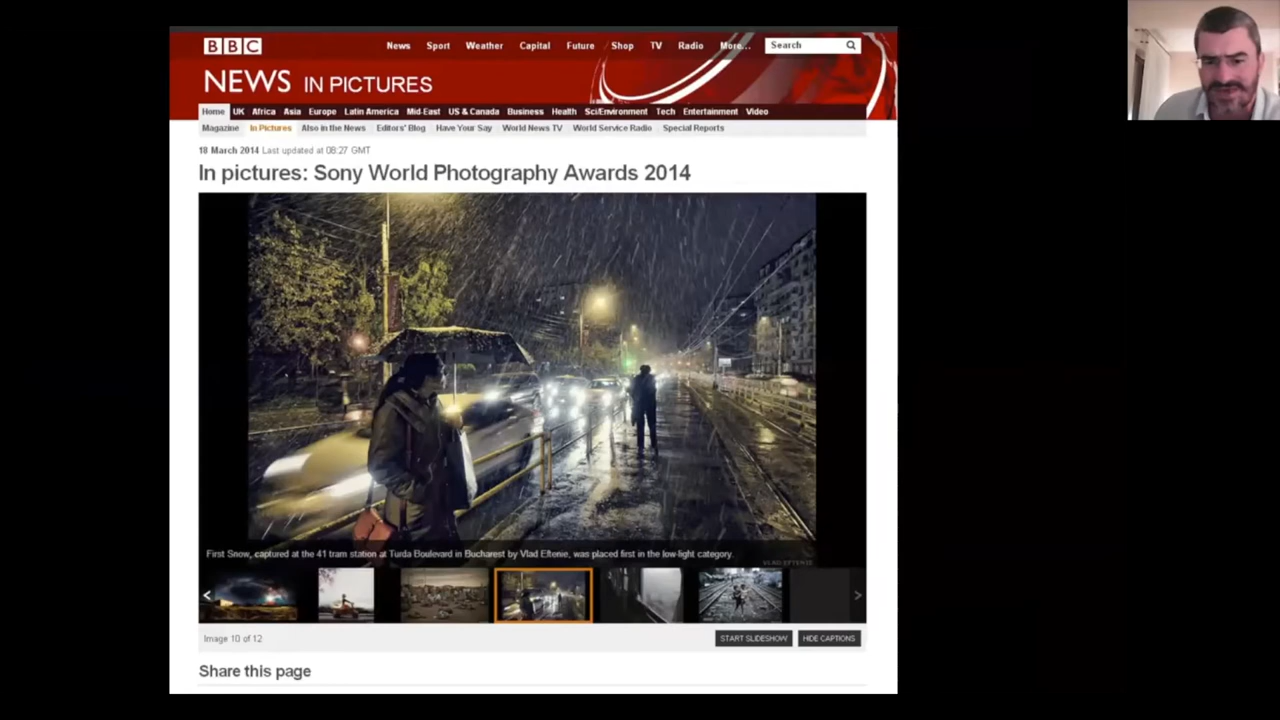 BBC
News Sport Weather Capital Future Shop TV Radio More... Search
NEWS IN PICTURES
Home UK Africa Asia Europe Latin America Mid-East US & Canada Business Health Sci/Environment Tech Entertainment Video
Magazine In Pictures Also in the News Editors' Blog Have Your Say World News TV World Service Radio Special Reports
18 March 2014 Last updated at 08:27 GMT
In pictures: Sony World Photography Awards 2014
First Snow, captured at the 41 tram station at Turda Boulevard in Bucharest by Vlad Eftenie, was placed first in the low-light category.
VLAD EFTENIE
Image 10 of 12 START SLIDESHOW HIDE CAPTIONS
Share this page